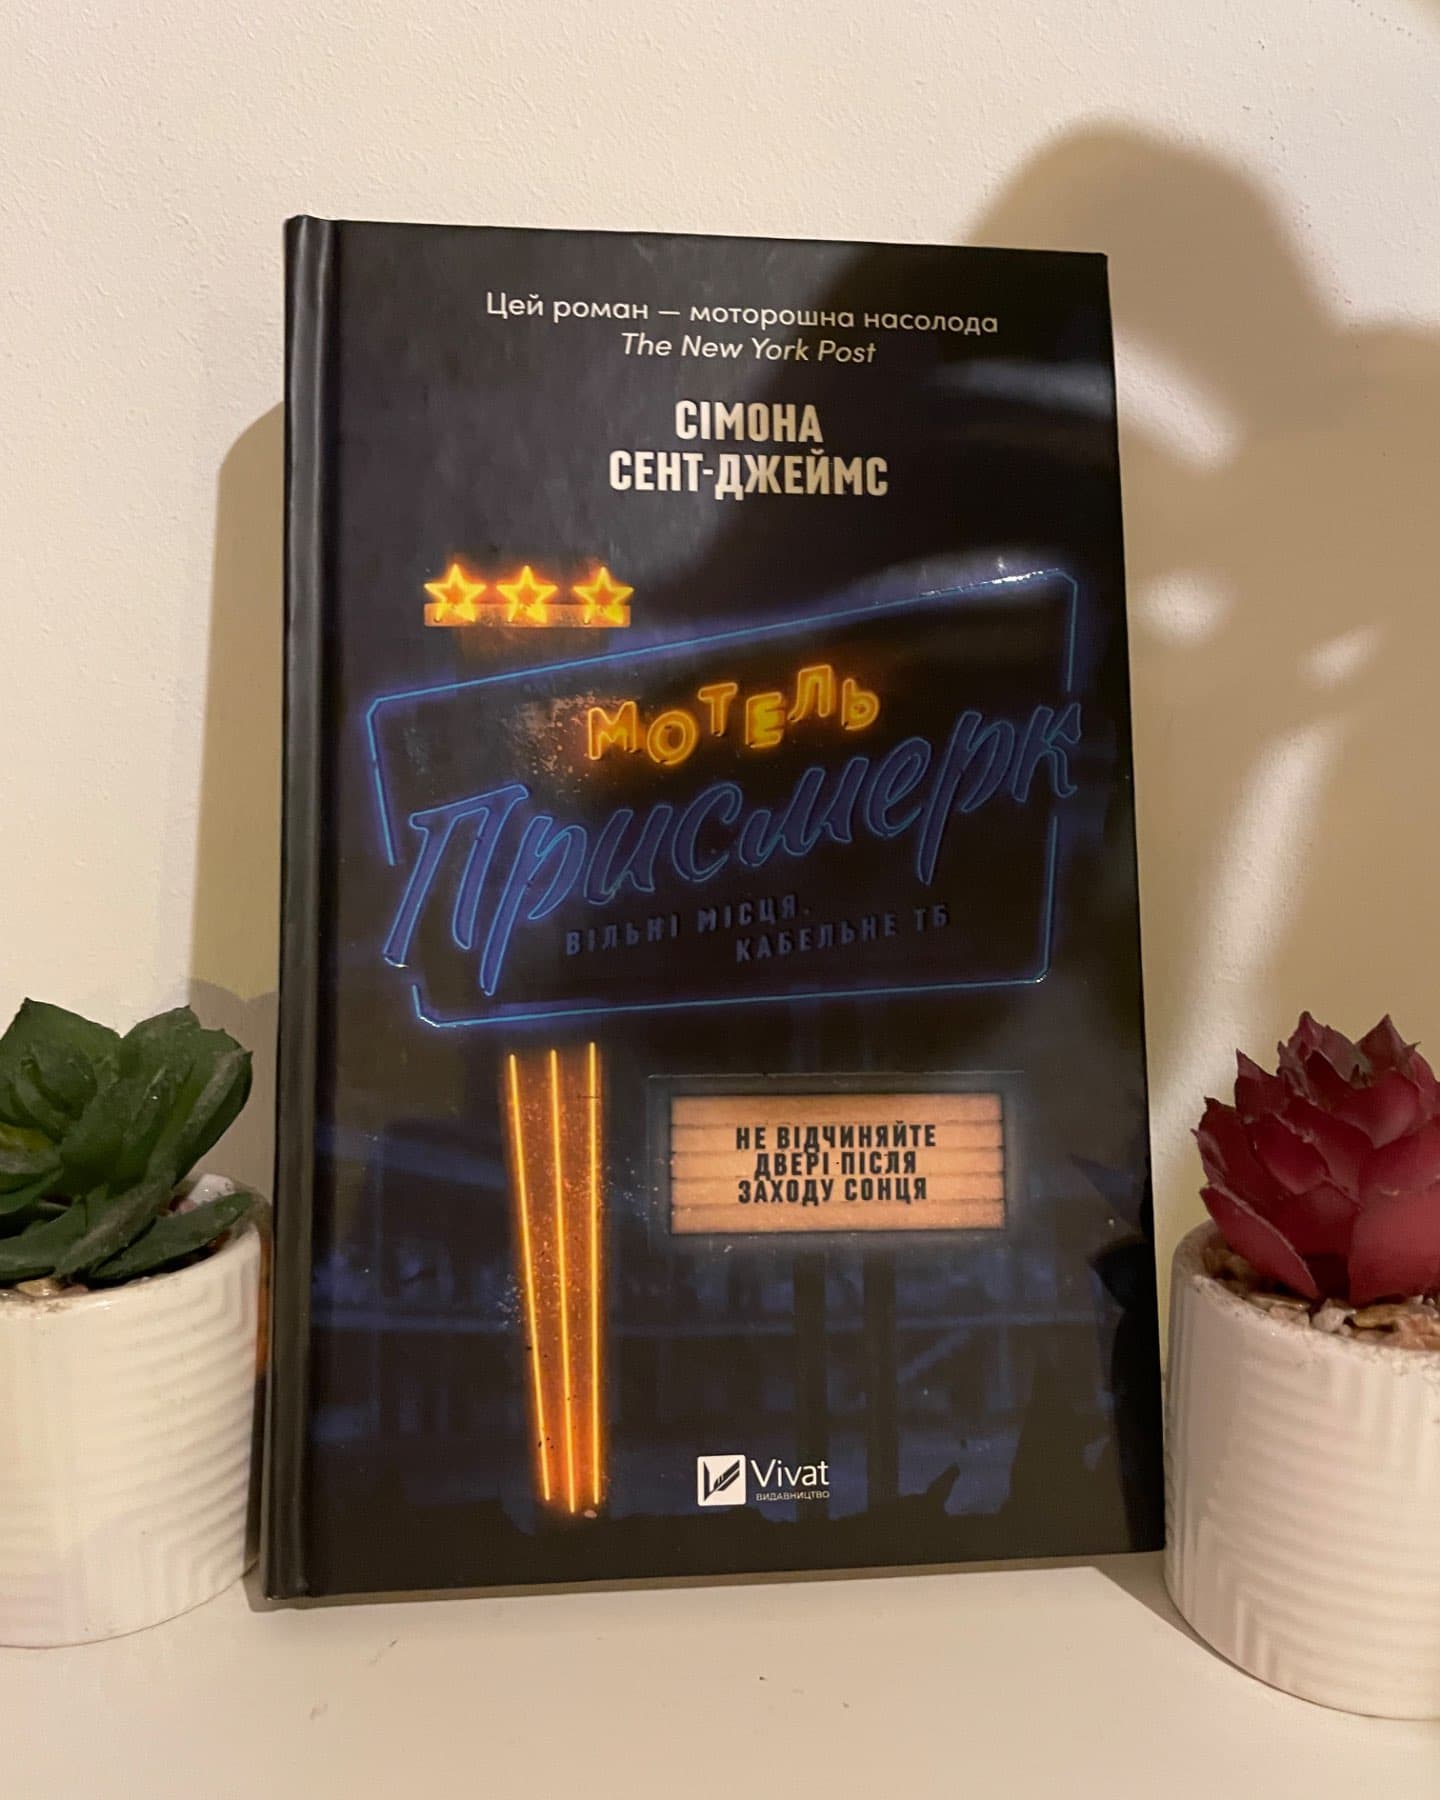 Цей роман — моторошна насолода
The New York Post
СІМОНА
СЕНТ-ДЖЕЙМС
МОТЕЛЬ
Присмерк
ВІЛЬНІ МІСЦЯ.
КАБЕЛЬНЕ ТБ
НЕ ВІДЧИНЯЙТЕ
ДВЕРІ ПІСЛЯ
ЗАХОДУ СОНЦЯ
Vivat
ВИДАВНИЦТВО